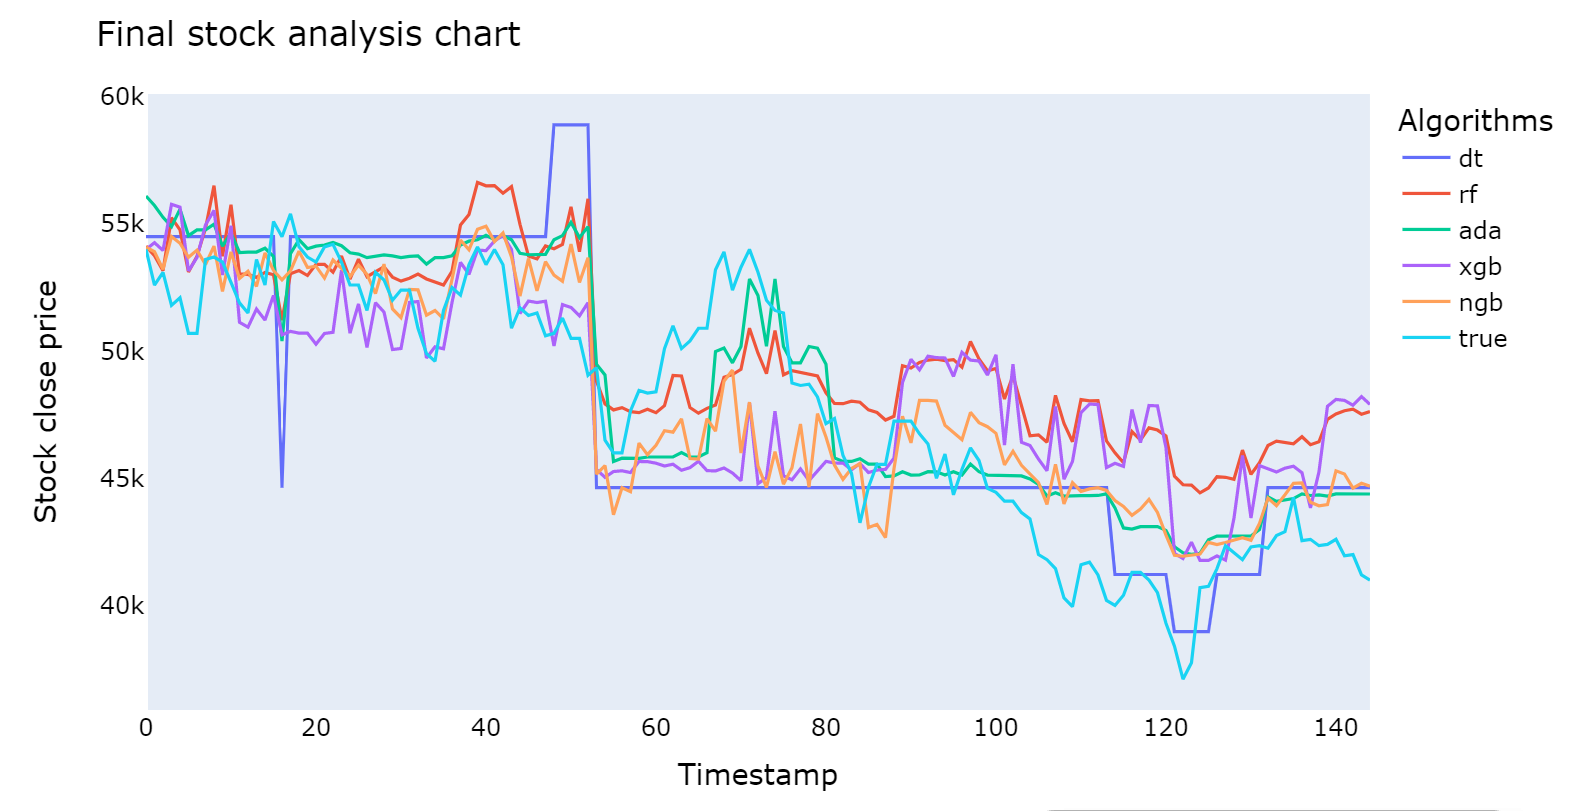 Final stock analysis chart
60k
55k
50k
45k
40k
Stock close price
0 20 40 60 80 100 120 140
Timestamp
Algorithms
dt
rf
ada
xgb
ngb
true